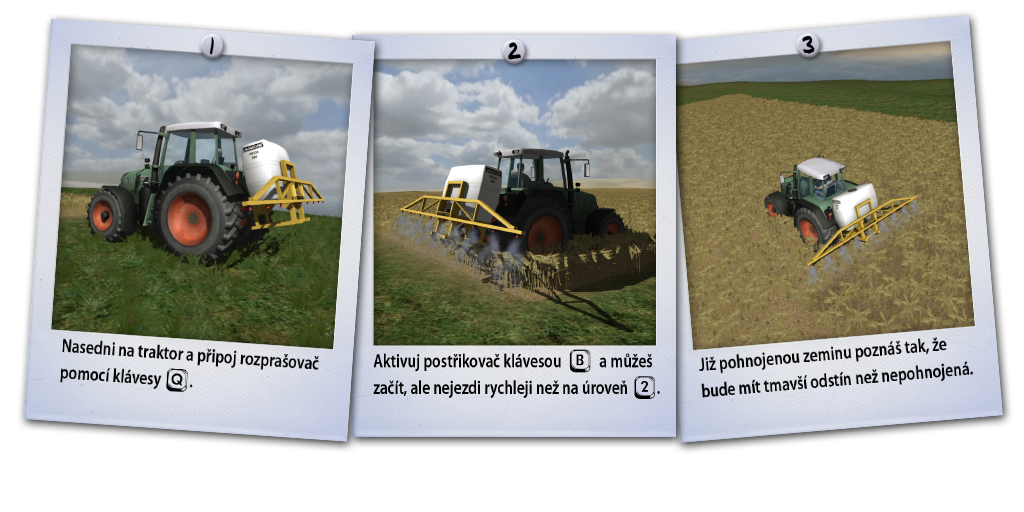 1
Nasedni na traktor a připoj rozprašovač
pomocí klávesy Q.
2
Aktivuj postřikovač klávesou B a můžeš
začít, ale nejezdi rychleji než na úroveň 2.
3
Již pohnojenou zeminu poznáš tak, že
bude mít tmavší odstín než nepohnojená.